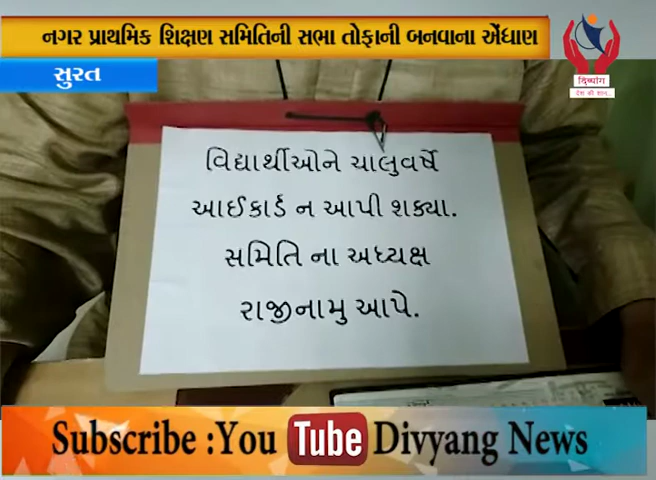 નગર પ્રાથમિક શિક્ષણ સમિતિની સભા તોફાની બનવાના એંધાણ
સુરત
दिव्यांग
देश की शान..
વિદ્યાર્થીઓને ચાલુવર્ષે
આઈકાર્ડ ન આપી શક્યા.
સમિતિ ના અધ્યક્ષ
રાજીનામુ આપે.
Subscribe :You Tube Divyang News